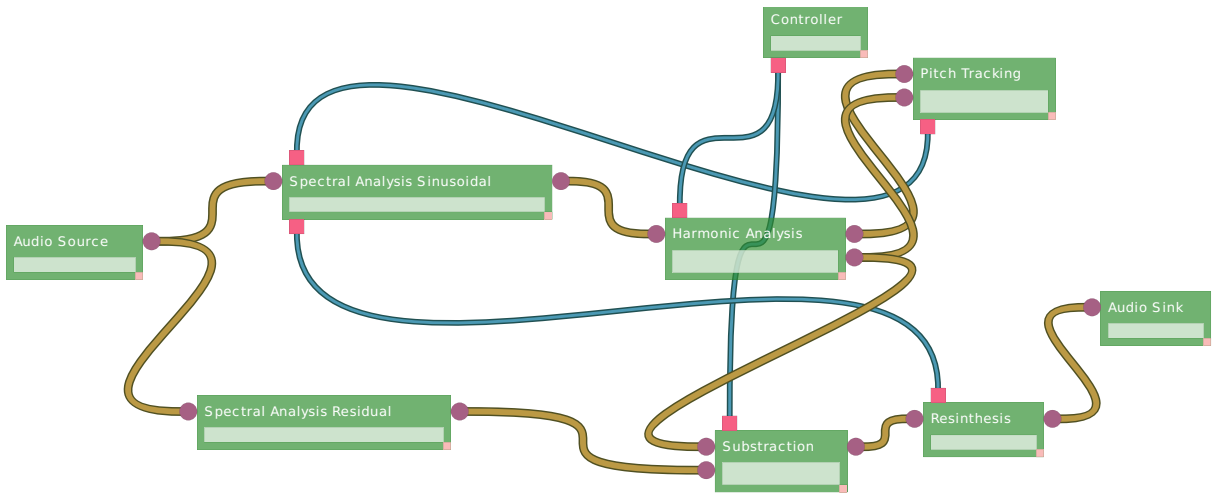 Controller
Pitch Tracking
Spectral Analysis Sinusoidal
Audio Source
Harmonic Analysis
Audio Sink
Spectral Analysis Residual
Substraction
Resinthesis